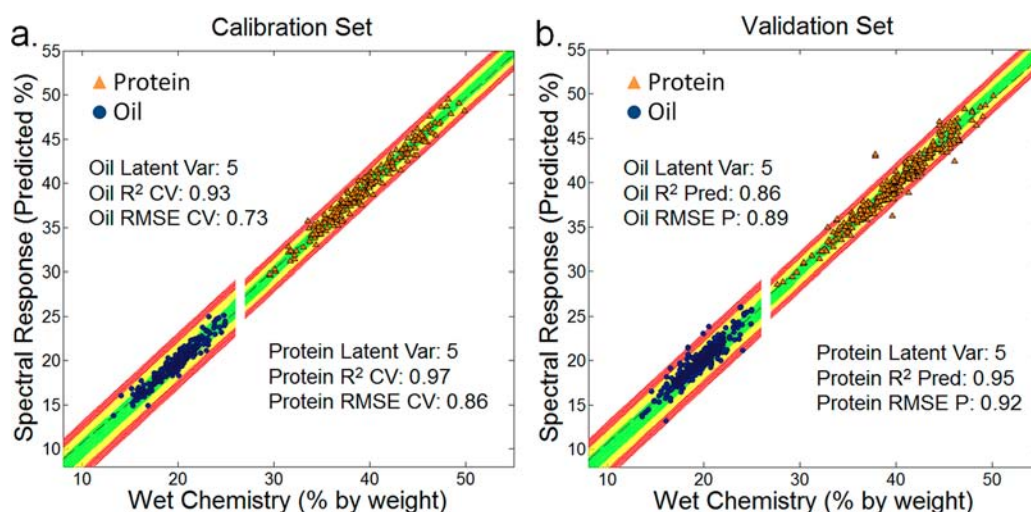 a.
Calibration Set
Spectral Response (Predicted %)
55
50
45
40
35
30
25
20
15
10
Protein
Oil
Oil Latent Var: 5
Oil R² CV: 0.93
Oil RMSE CV: 0.73
Protein Latent Var: 5
Protein R² CV: 0.97
Protein RMSE CV: 0.86
10 20 30 40 50
Wet Chemistry (% by weight)
b.
Validation Set
Spectral Response (Predicted %)
55
50
45
40
35
30
25
20
15
10
Protein
Oil
Oil Latent Var: 5
Oil R² Pred: 0.86
Oil RMSE P: 0.89
Protein Latent Var: 5
Protein R² Pred: 0.95
Protein RMSE P: 0.92
10 20 30 40 50
Wet Chemistry (% by weight)